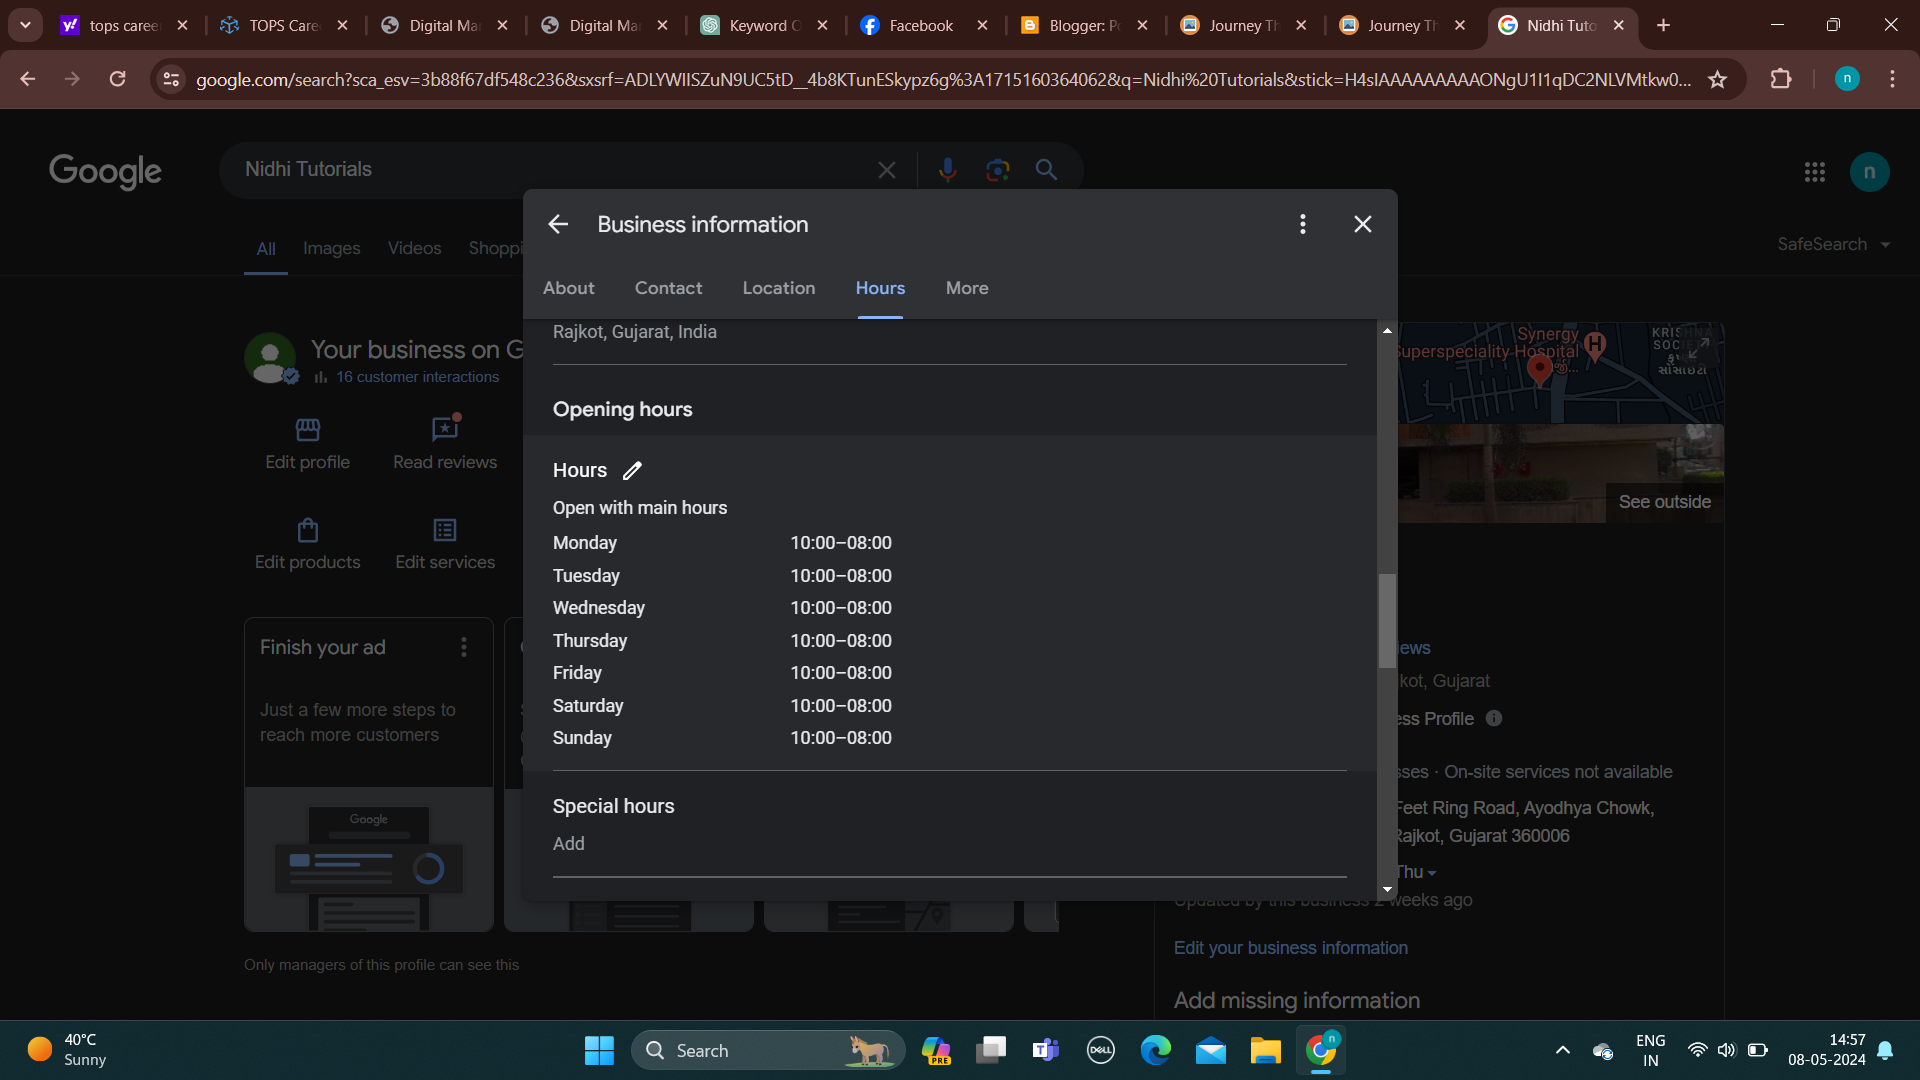 tops caree
TOPS Care
Digital Ma
Digital Ma
Keyword O
Facebook
Blogger: P
Journey Th
Journey Th
Nidhi Tuto
google.com/search?sca_esv=3b88f67df548c236&sxsrf=ADLYWIISZuN9UC5tD__4b8KTunESkypz6g%3A1715160364062&q=Nidhi%20Tutorials&stick=H4sIAAAAAAAAAONgU1I1qDC2NLVMtkw0...
n
Google
Nidhi Tutorials
n
All Images Videos Shoppi
SafeSearch
Business information
About Contact Location Hours More
Rajkot, Gujarat, India
Opening hours
Hours
Open with main hours
Monday 10:00–08:00
Tuesday 10:00–08:00
Wednesday 10:00–08:00
Thursday 10:00–08:00
Friday 10:00–08:00
Saturday 10:00–08:00
Sunday 10:00–08:00
Special hours
Add
Your business on G
16 customer interactions
Edit profile Read reviews
Edit products Edit services
Finish your ad
Just a few more steps to
reach more customers
Google
Only managers of this profile can see this
Synergy
Superspeciality Hospital
H
KRISHNA
SOCIETY
See outside
iews
kot, Gujarat
ess Profile
sses · On-site services not available
Feet Ring Road, Ayodhya Chowk,
Rajkot, Gujarat 360006
Thu
Updated by this business 2 weeks ago
Edit your business information
Add missing information
40°C
Sunny
Search
PRE
DELL
n
ENG
IN
14:57
08-05-2024